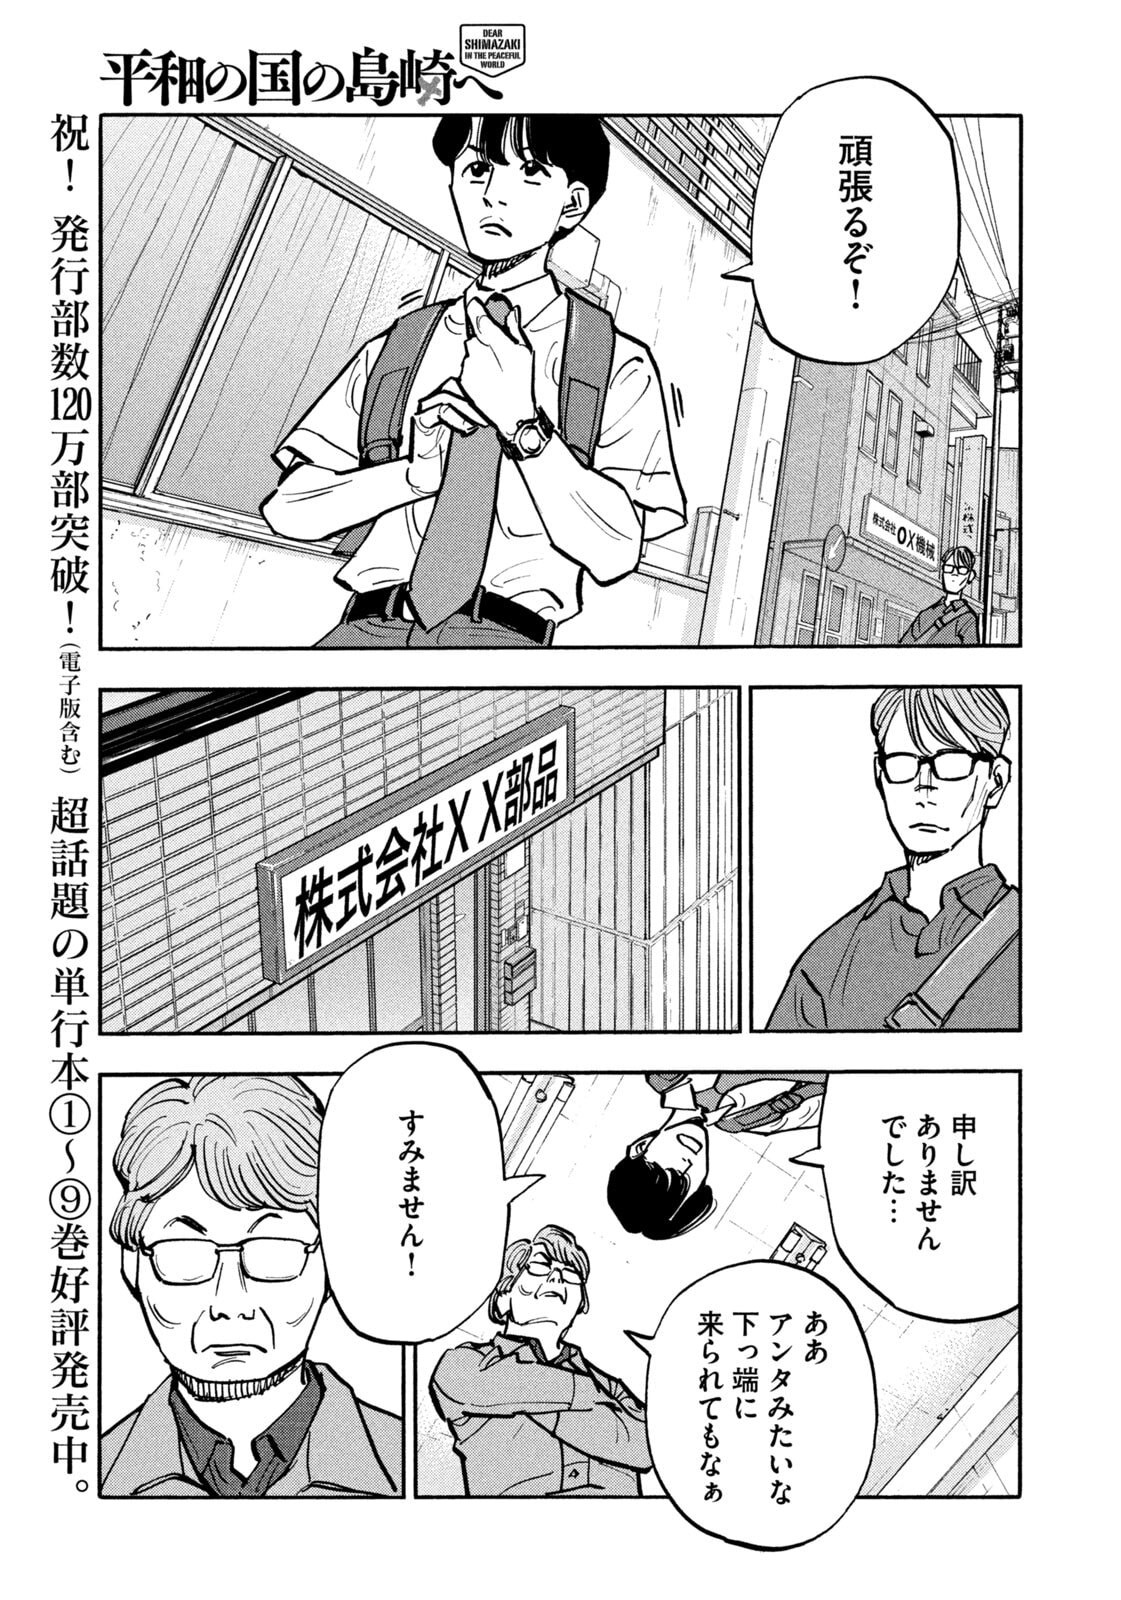 平和の国の島崎へ
DEAR
SHIMAZAKI
IN THE PEACEFUL
WORLD
祝！ 発行部数120万部突破！（電子版含む） 超話題の単行本①～⑨巻好評発売中。
頑張るぞ！
株式会社○×機械
株式会社××部品
申し訳
ありません
でした…
ああ
アンタみたいな
下っ端に
来られてもなぁ
すみません！